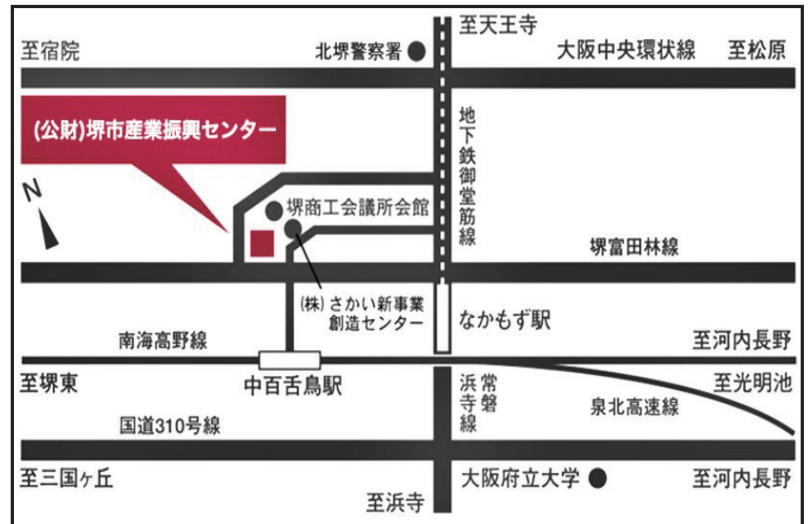 至天王寺
至宿院
北堺警察署
大阪中央環状線
至松原
(公財)堺市産業振興センター
地下鉄御堂筋線
N
堺商工会議所会館
堺富田林線
(株)さかい新事業
創造センター
なかもず駅
南海高野線
至河内長野
至堺東
中百舌鳥駅
常磐
浜寺線
至光明池
泉北高速線
国道310号線
至三国ヶ丘
大阪府立大学
至河内長野
至浜寺